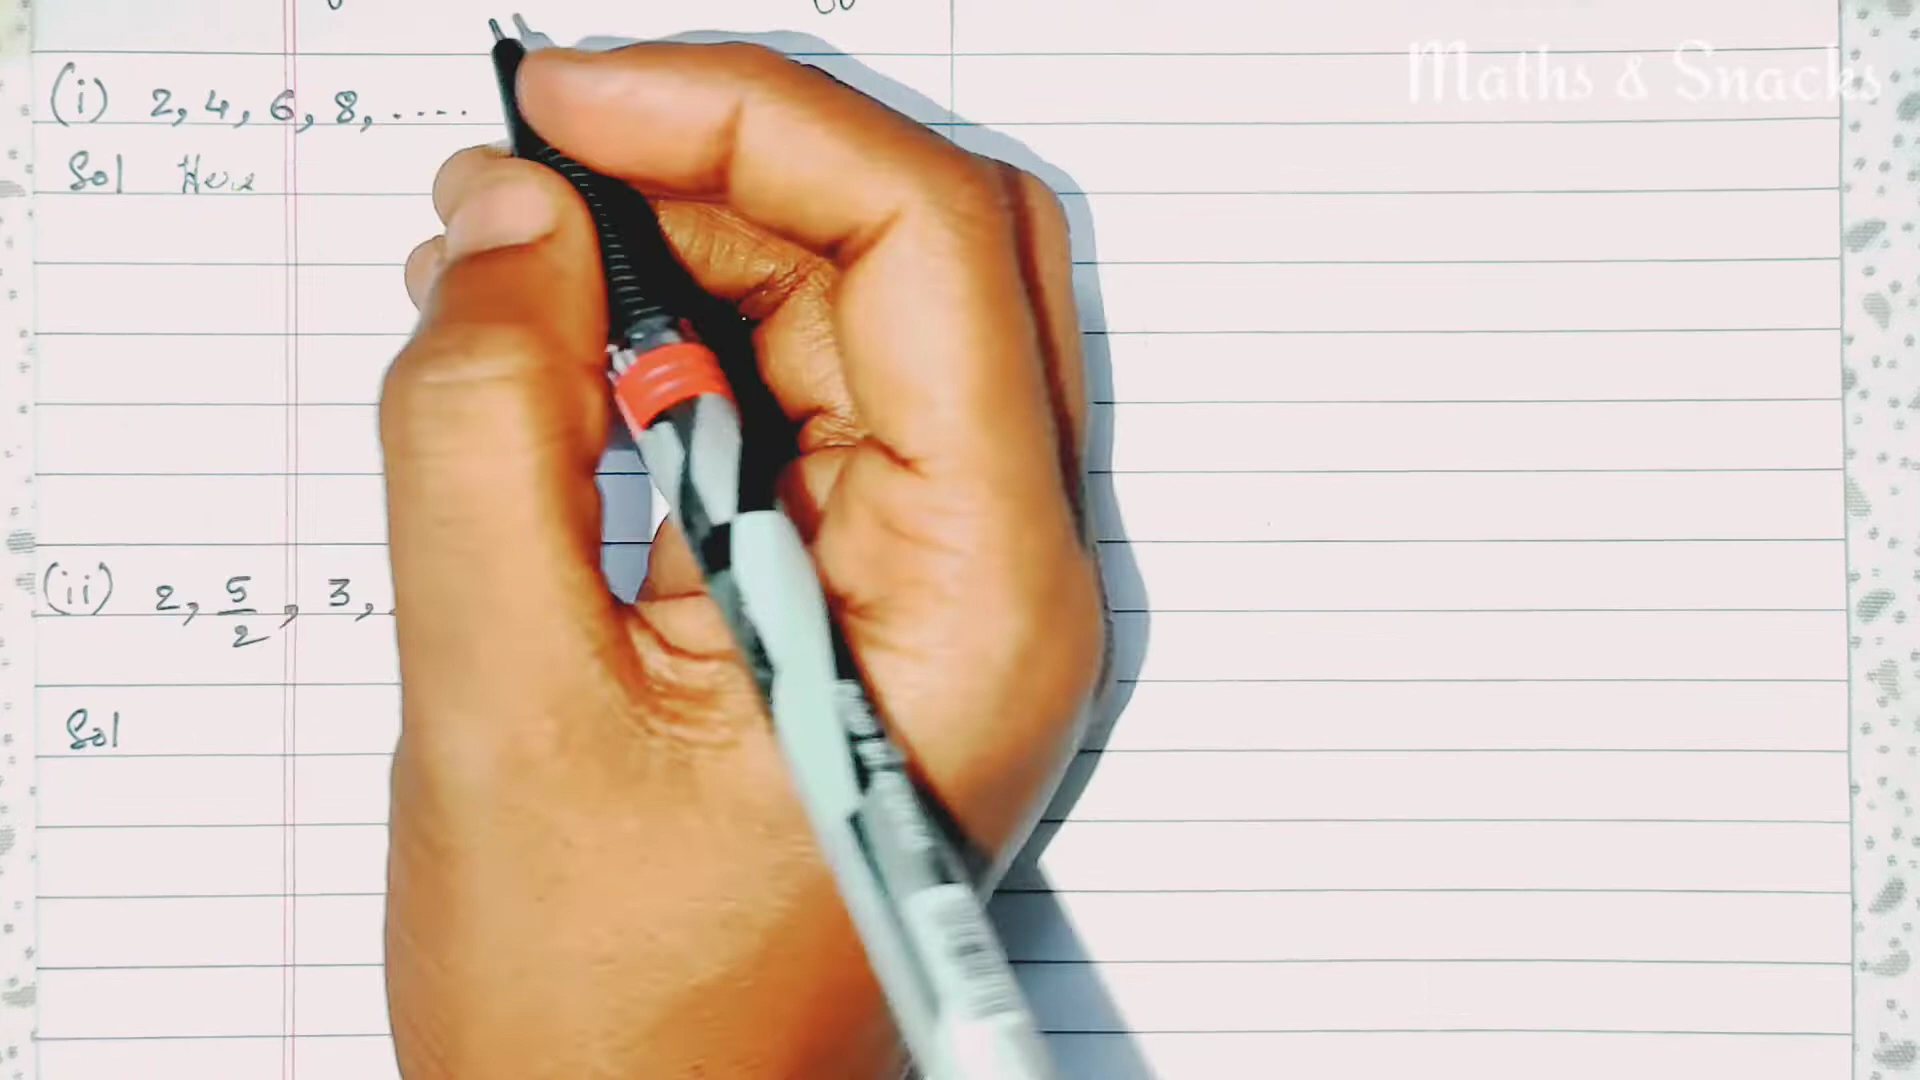 Maths & Snacks
(i) 2, 4, 6, 8, ....
Sol Here
(ii) 2, 5/2, 3,
Sol